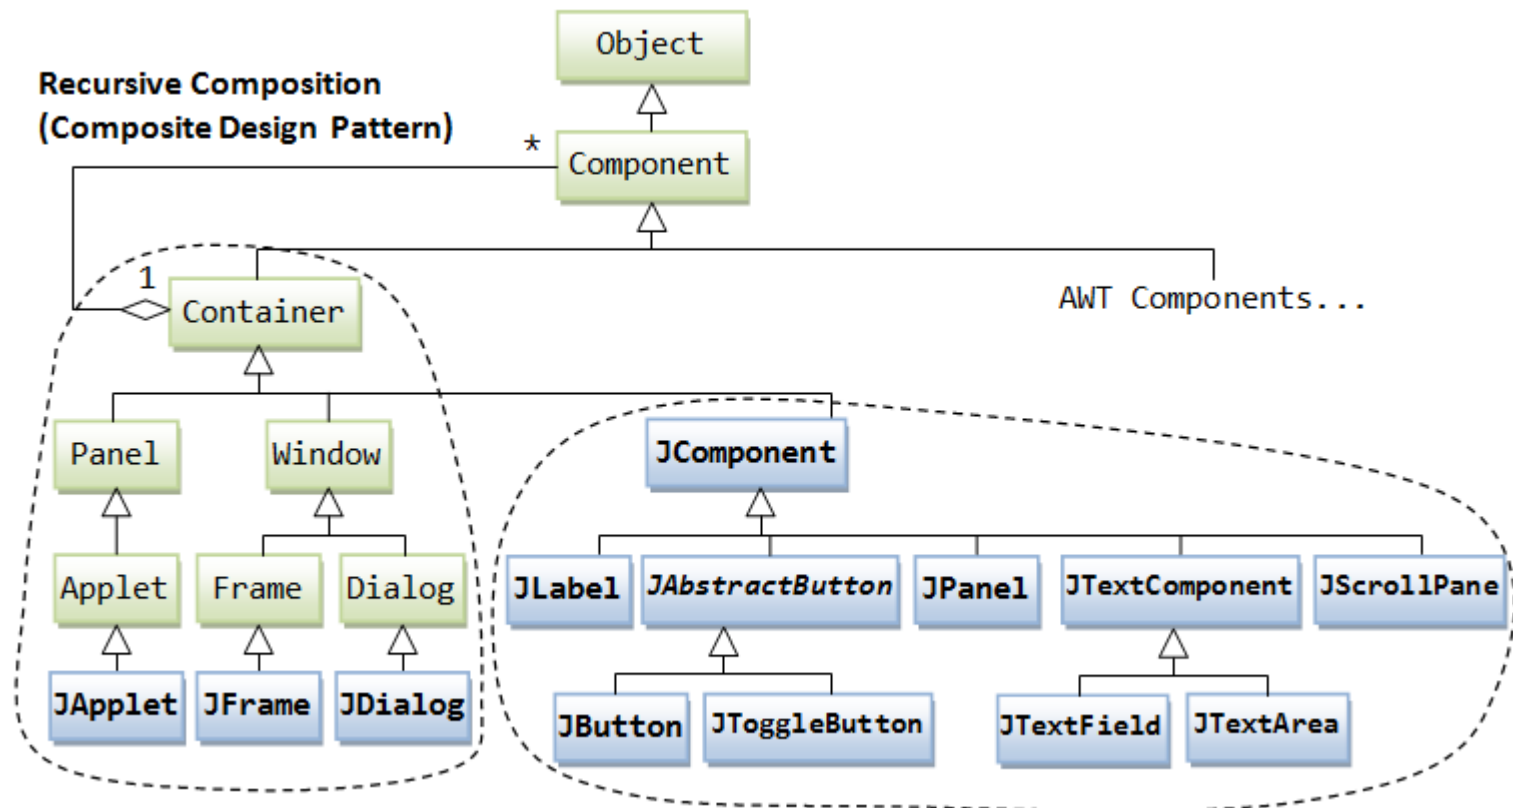 Object
Recursive Composition
(Composite Design Pattern)
*
Component
1
Container
AWT Components...
Panel
Window
JComponent
Applet
Frame
Dialog
JLabel
JAbstractButton
JPanel
JTextComponent
JScrollPane
JApplet
JFrame
JDialog
JButton
JToggleButton
JTextField
JTextArea